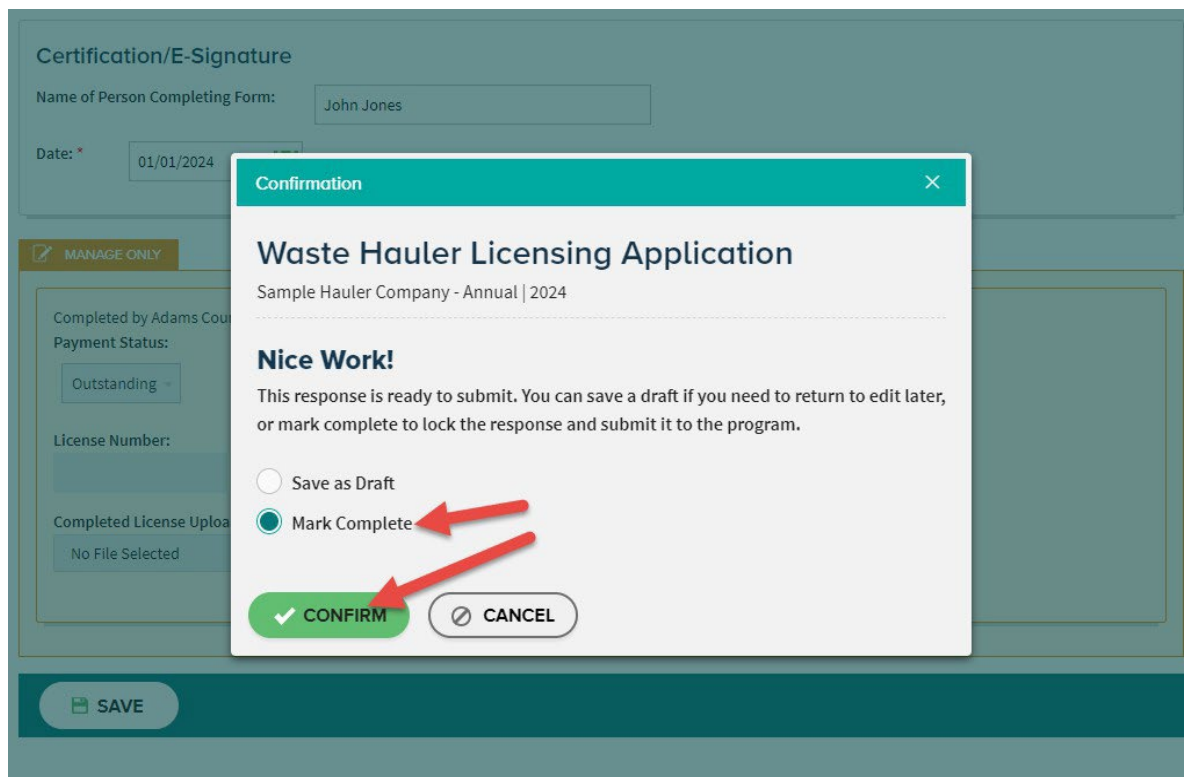 Certification/E-Signature
Name of Person Completing Form:
John Jones
Date: *
01/01/2024
Confirmation
Waste Hauler Licensing Application
Sample Hauler Company - Annual | 2024
Nice Work!
This response is ready to submit. You can save a draft if you need to return to edit later,
or mark complete to lock the response and submit it to the program.
Save as Draft
Mark Complete
CONFIRM
CANCEL
MANAGE ONLY
Completed by Adams
Payment Status:
Outstanding
License Number:
Completed License
No File Selected
SAVE